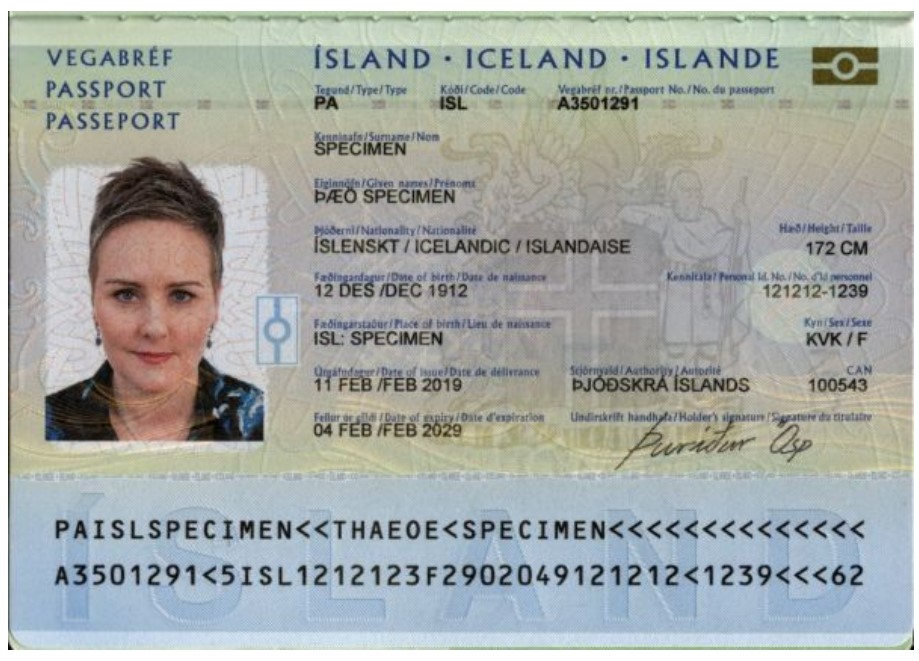 VEGABRÉF
PASSPORT
PASSEPORT
ÍSLAND · ICELAND · ISLANDE
Tegund/Type/Type Kóði/Code/Code Vegabréf nr./Passport No./No. du passeport
PA ISL A3501291
Kenninafn/Surname/Nom
SPECIMEN
Eiginnöfn/Given names/Prénoms
ÞÆÖ SPECIMEN
Þjóðerni/Nationality/Nationalité Hæð/Height/Taille
ÍSLENSKT / ICELANDIC / ISLANDAISE 172 CM
Fæðingardagur/Date of birth/Date de naissance Kennitala/Personal Id. No./No. d'id personnel
12 DES /DEC 1912 121212-1239
Fæðingarstaður/Place of birth/Lieu de naissance Kyn/Sex/Sexe
ISL: SPECIMEN KVK / F
Útgáfudagur/Date of issue/Date de délivrance Stjórnvald/Authority/Autorité CAN
11 FEB /FEB 2019 ÞJÓÐSKRÁ ÍSLANDS 100543
Fellur úr gildi/Date of expiry/Date d'expiration Undirskrift handhafa/Holder's signature/Signature du titulaire
04 FEB /FEB 2029 Þuríður Ösp
PAISLSPECIMEN<<THAEOE<SPECIMEN<<<<<<<<<<<<<<
A3501291<5ISL1212123F2902049121212<1239<<<62
ÍSLAND